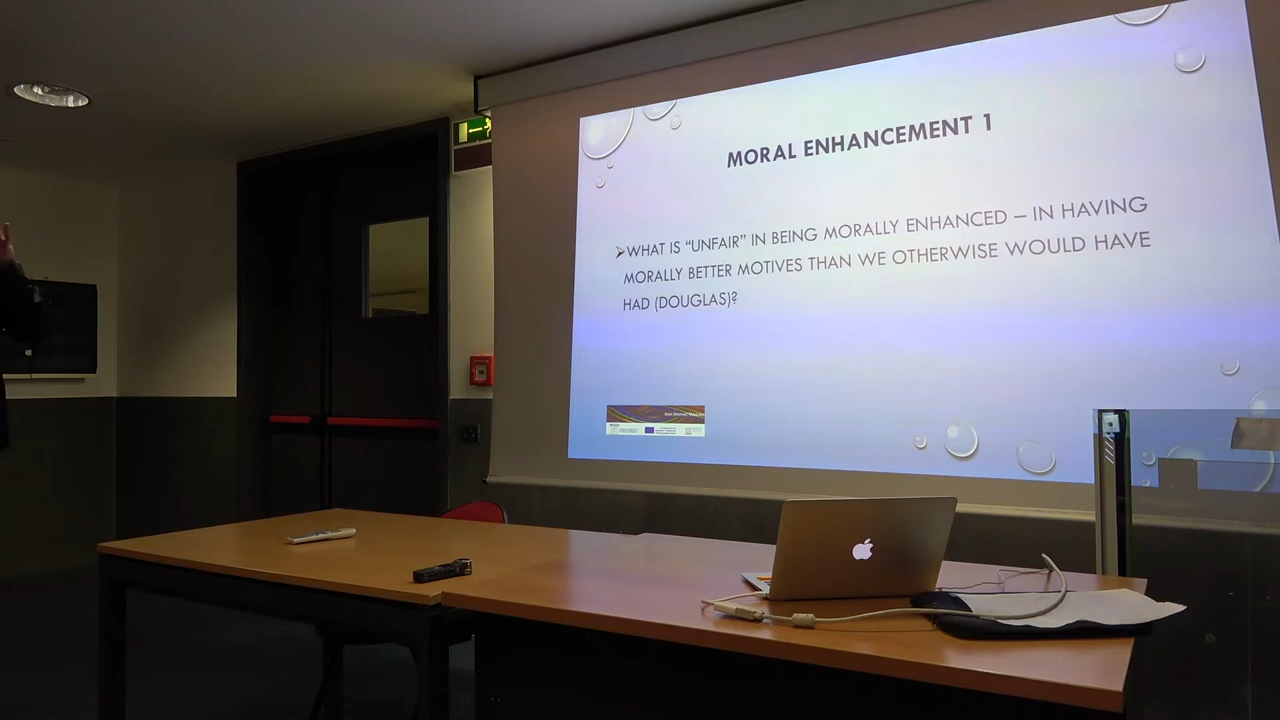 MORAL ENHANCEMENT 1
➢WHAT IS “UNFAIR” IN BEING MORALLY ENHANCED – IN HAVING
MORALLY BETTER MOTIVES THAN WE OTHERWISE WOULD HAVE
HAD (DOUGLAS)?